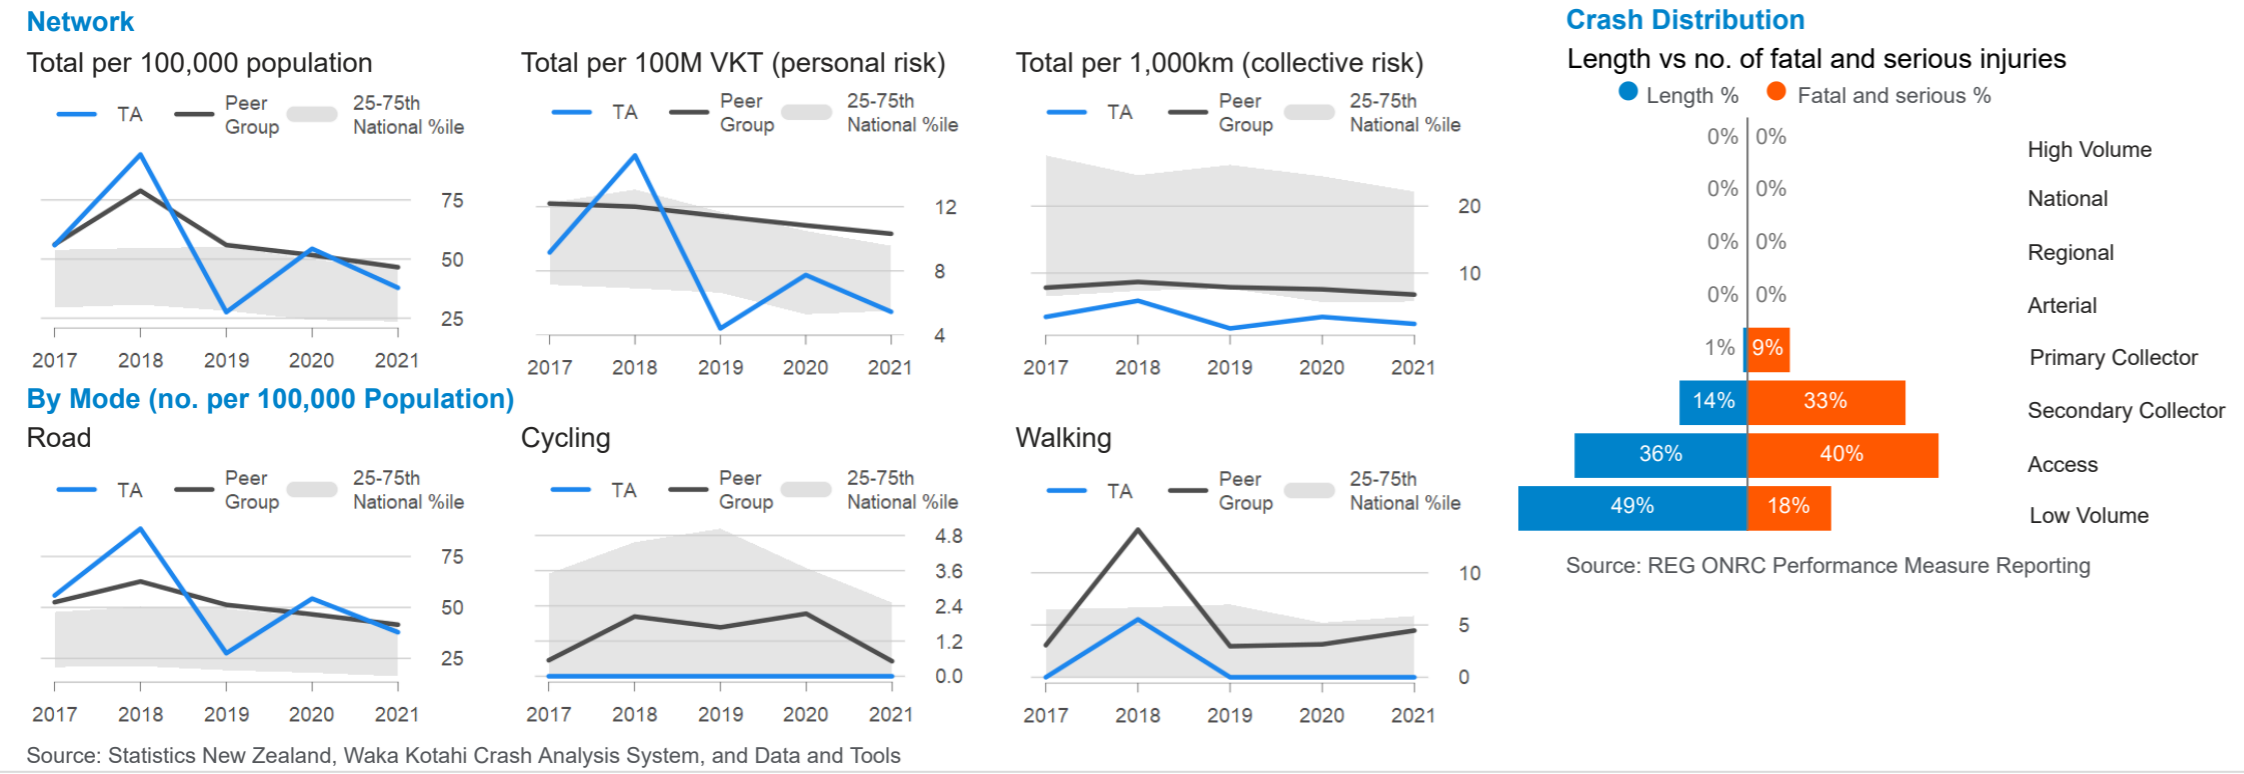 Network
Total per 100,000 population
TA
Peer
Group
25-75th
National %ile
75
50
25
2017 2018 2019 2020 2021
Total per 100M VKT (personal risk)
TA
Peer
Group
25-75th
National %ile
12
8
4
2017 2018 2019 2020 2021
Total per 1,000km (collective risk)
TA
Peer
Group
25-75th
National %ile
20
10
2017 2018 2019 2020 2021
By Mode (no. per 100,000 Population)
Road
TA
Peer
Group
25-75th
National %ile
75
50
25
2017 2018 2019 2020 2021
Cycling
TA
Peer
Group
25-75th
National %ile
4.8
3.6
2.4
1.2
0.0
2017 2018 2019 2020 2021
Walking
TA
Peer
Group
25-75th
National %ile
10
5
0
2017 2018 2019 2020 2021
Source: Statistics New Zealand, Waka Kotahi Crash Analysis System, and Data and Tools
Crash Distribution
Length vs no. of fatal and serious injuries
Length % Fatal and serious %
0% 0% High Volume
0% 0% National
0% 0% Regional
0% 0% Arterial
1% 9% Primary Collector
14% 33% Secondary Collector
36% 40% Access
49% 18% Low Volume
Source: REG ONRC Performance Measure Reporting